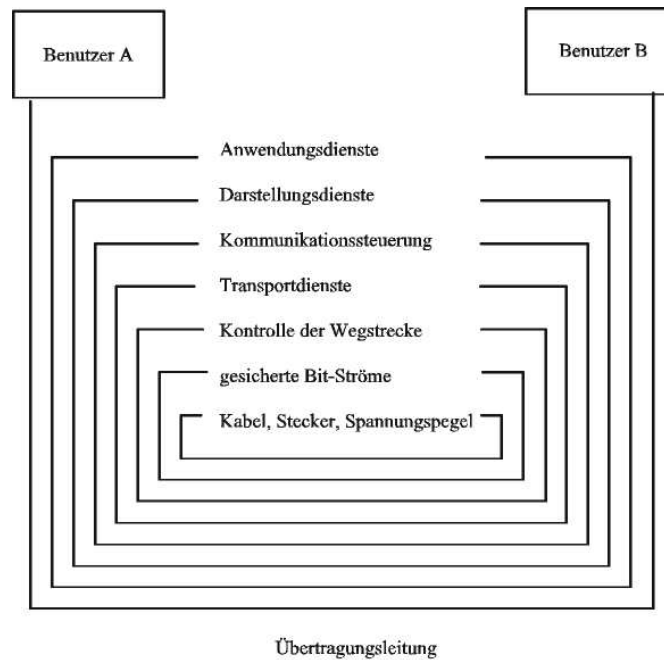 Benutzer A
Benutzer B
Anwendungsdienste
Darstellungsdienste
Kommunikationssteuerung
Transportdienste
Kontrolle der Wegstrecke
gesicherte Bit-Ströme
Kabel, Stecker, Spannungspegel
Übertragungsleitung